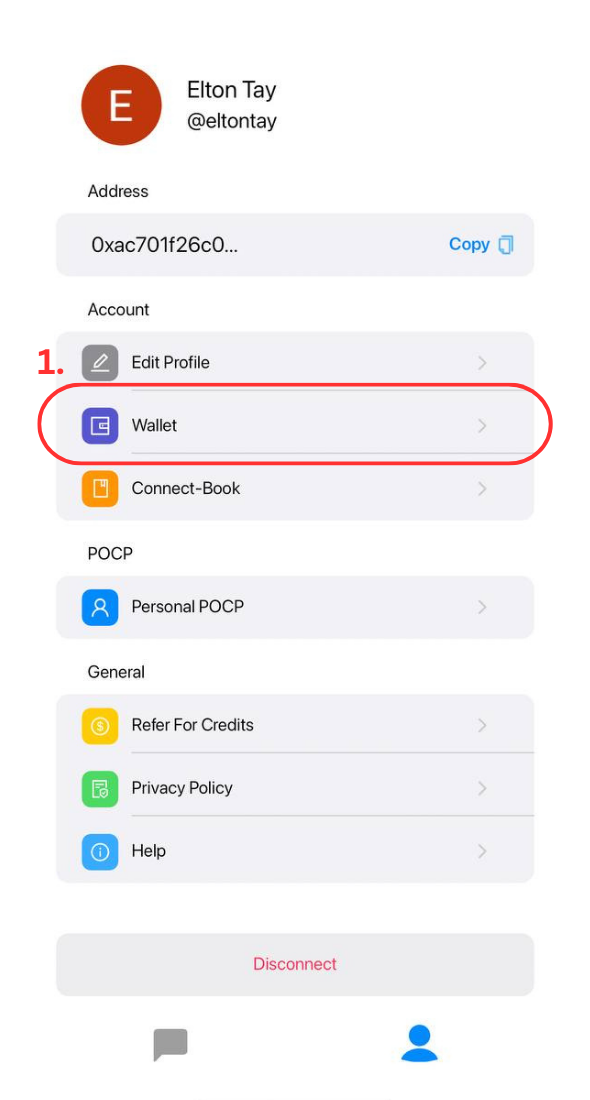 E
Elton Tay
@eltontay
Address
0xac701f26c0...
Copy
Account
1.
Edit Profile
Wallet
Connect-Book
POCP
Personal POCP
General
Refer For Credits
Privacy Policy
Help
Disconnect